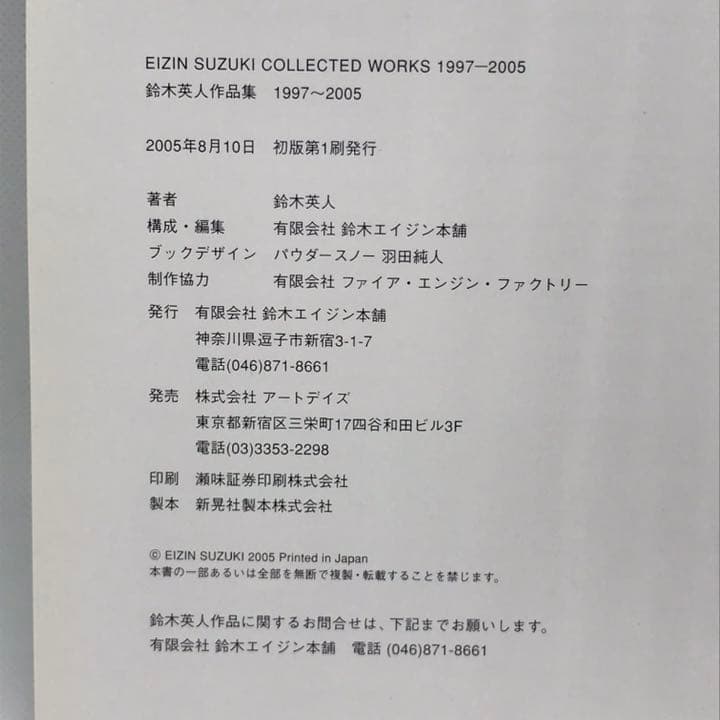 EIZIN SUZUKI COLLECTED WORKS 1997—2005
鈴木英人作品集 1997〜2005
2005年8月10日 初版第1刷発行
著者 鈴木英人
構成・編集 有限会社 鈴木エイジン本舗
ブックデザイン パウダースノー 羽田純人
制作協力 有限会社 ファイア・エンジン・ファクトリー
発行 有限会社 鈴木エイジン本舗
神奈川県逗子市新宿3-1-7
電話(046)871-8661
発売 株式会社 アートデイズ
東京都新宿区三栄町17四谷和田ビル3F
電話(03)3353-2298
印刷 瀬味証券印刷株式会社
製本 新晃社製本株式会社
© EIZIN SUZUKI 2005 Printed in Japan
本書の一部あるいは全部を無断で複製・転載することを禁じます。
鈴木英人作品に関するお問合せは、下記までお願いします。
有限会社 鈴木エイジン本舗 電話 (046)871-8661